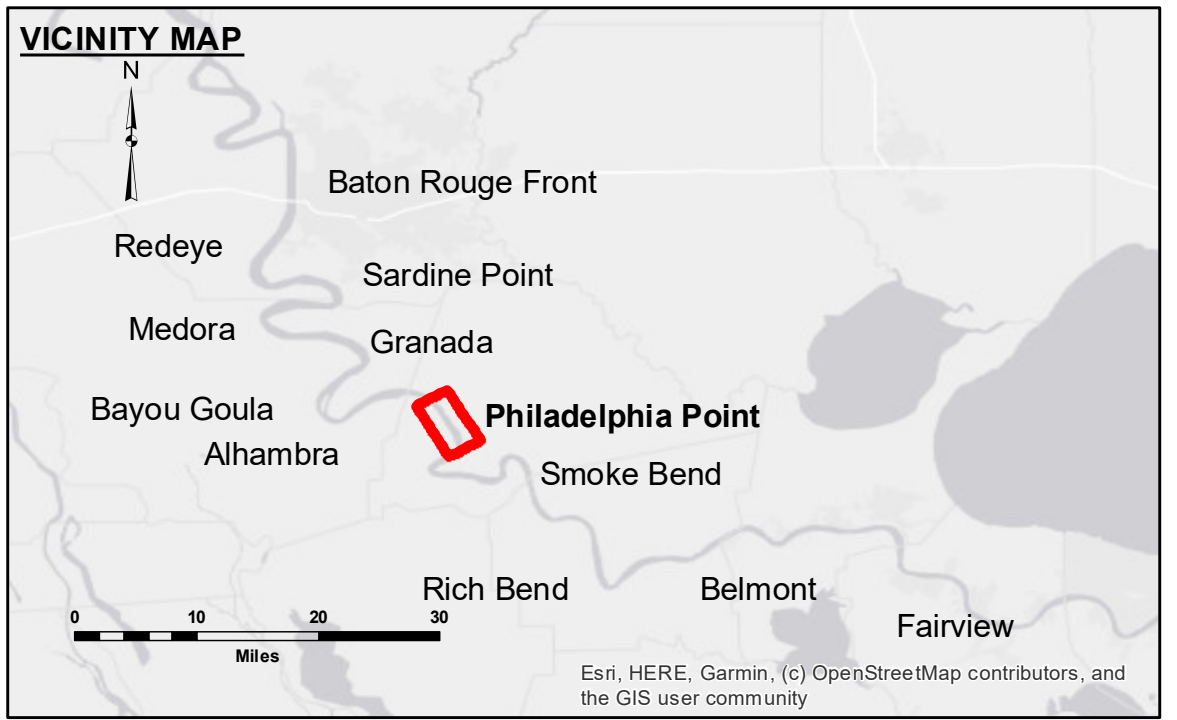 VICINITY MAP
N
Baton Rouge Front
Redeye
Sardine Point
Medora
Granada
Bayou Goula
Philadelphia Point
Alhambra
Smoke Bend
Rich Bend
Belmont
Fairview
0 10 20 30
Miles
Esri, HERE, Garmin, (c) OpenStreetMap contributors, and
the GIS user community